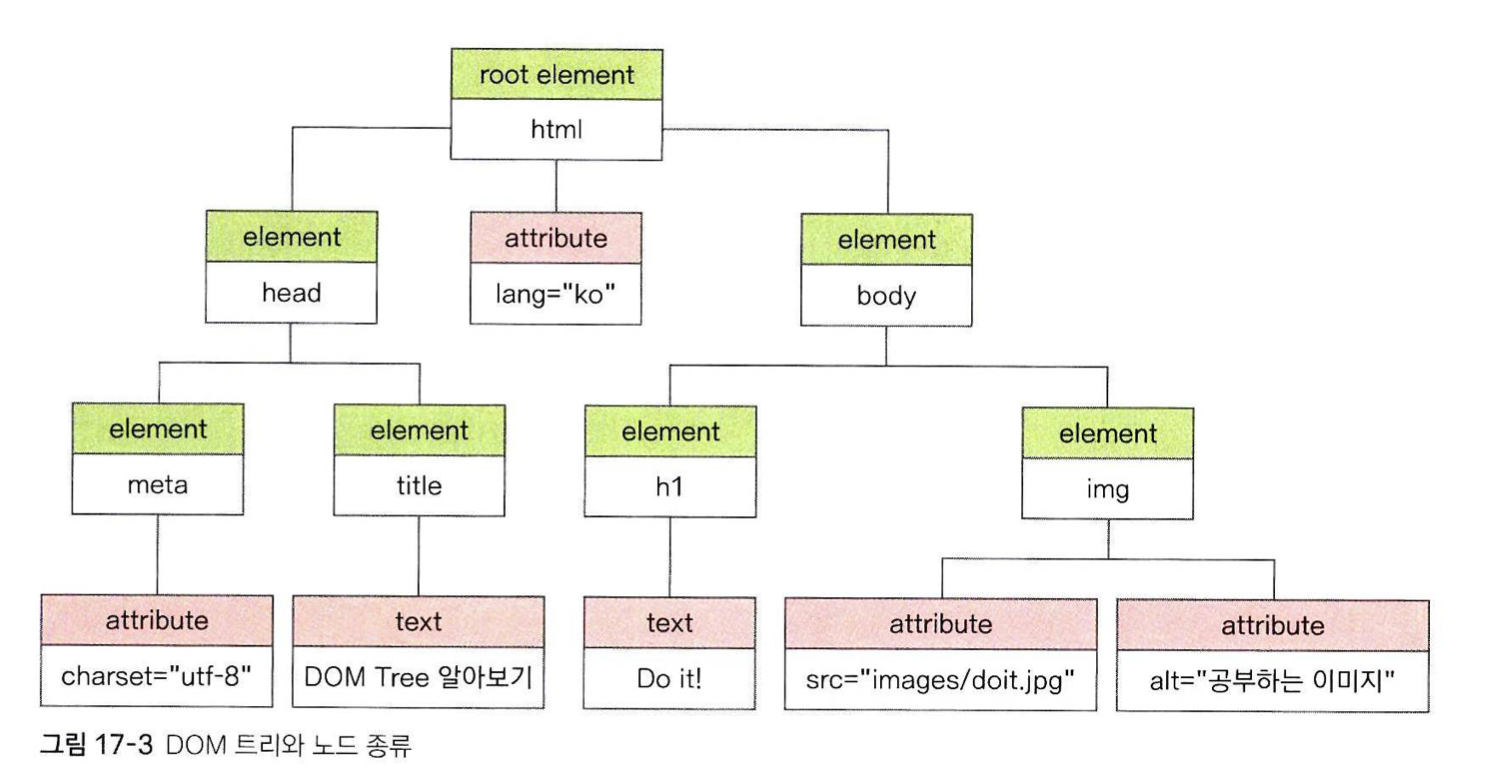 root element
html
element
attribute
element
head
lang="ko"
body
element
element
element
element
meta
title
h1
img
attribute
text
text
attribute
attribute
charset="utf-8"
DOM Tree 알아보기
Do it!
src="images/doit.jpg"
alt="공부하는 이미지"
그림 17-3 DOM 트리와 노드 종류